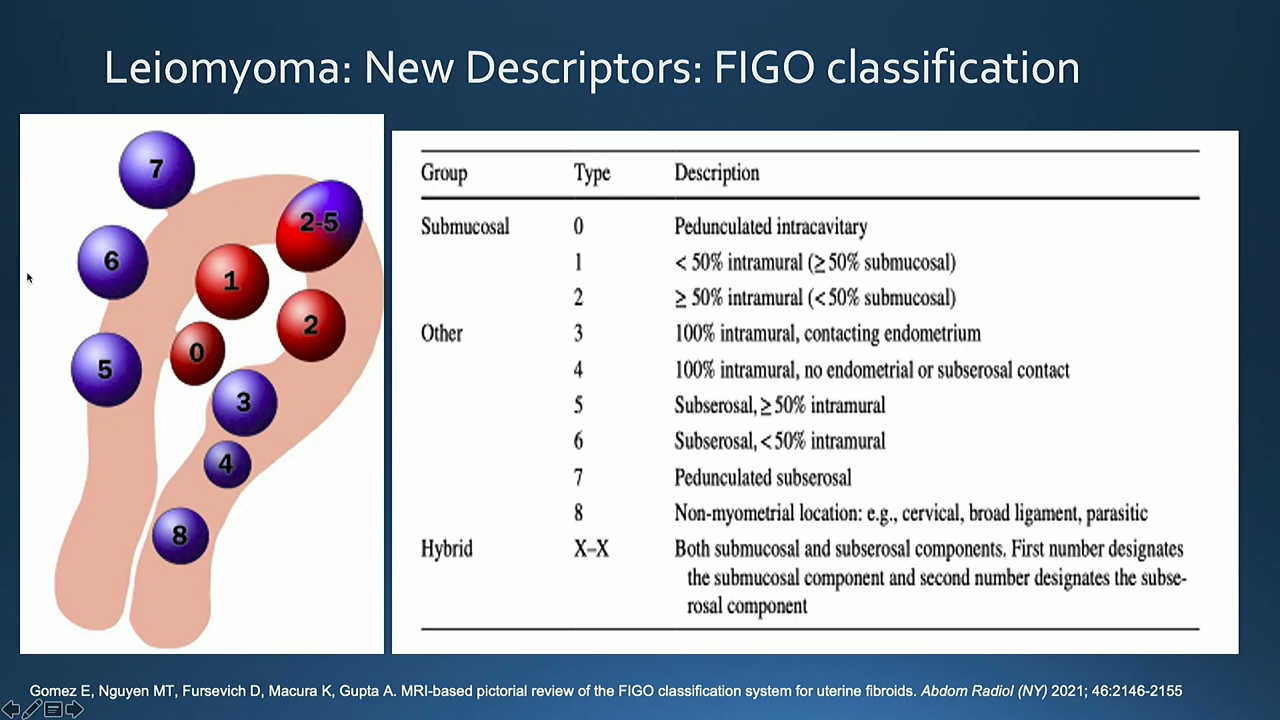 Leiomyoma: New Descriptors: FIGO classification
7
2-5
6
1
2
0
5
3
4
8
Group Type Description
Submucosal 0 Pedunculated intracavitary
1 < 50% intramural (≥ 50% submucosal)
2 ≥ 50% intramural (< 50% submucosal)
Other 3 100% intramural, contacting endometrium
4 100% intramural, no endometrial or subserosal contact
5 Subserosal, ≥ 50% intramural
6 Subserosal, < 50% intramural
7 Pedunculated subserosal
8 Non-myometrial location: e.g., cervical, broad ligament, parasitic
Hybrid X–X Both submucosal and subserosal components. First number designates
the submucosal component and second number designates the subse-
rosal component
Gomez E, Nguyen MT, Fursevich D, Macura K, Gupta A. MRI-based pictorial review of the FIGO classification system for uterine fibroids. Abdom Radiol (NY) 2021; 46:2146-2155